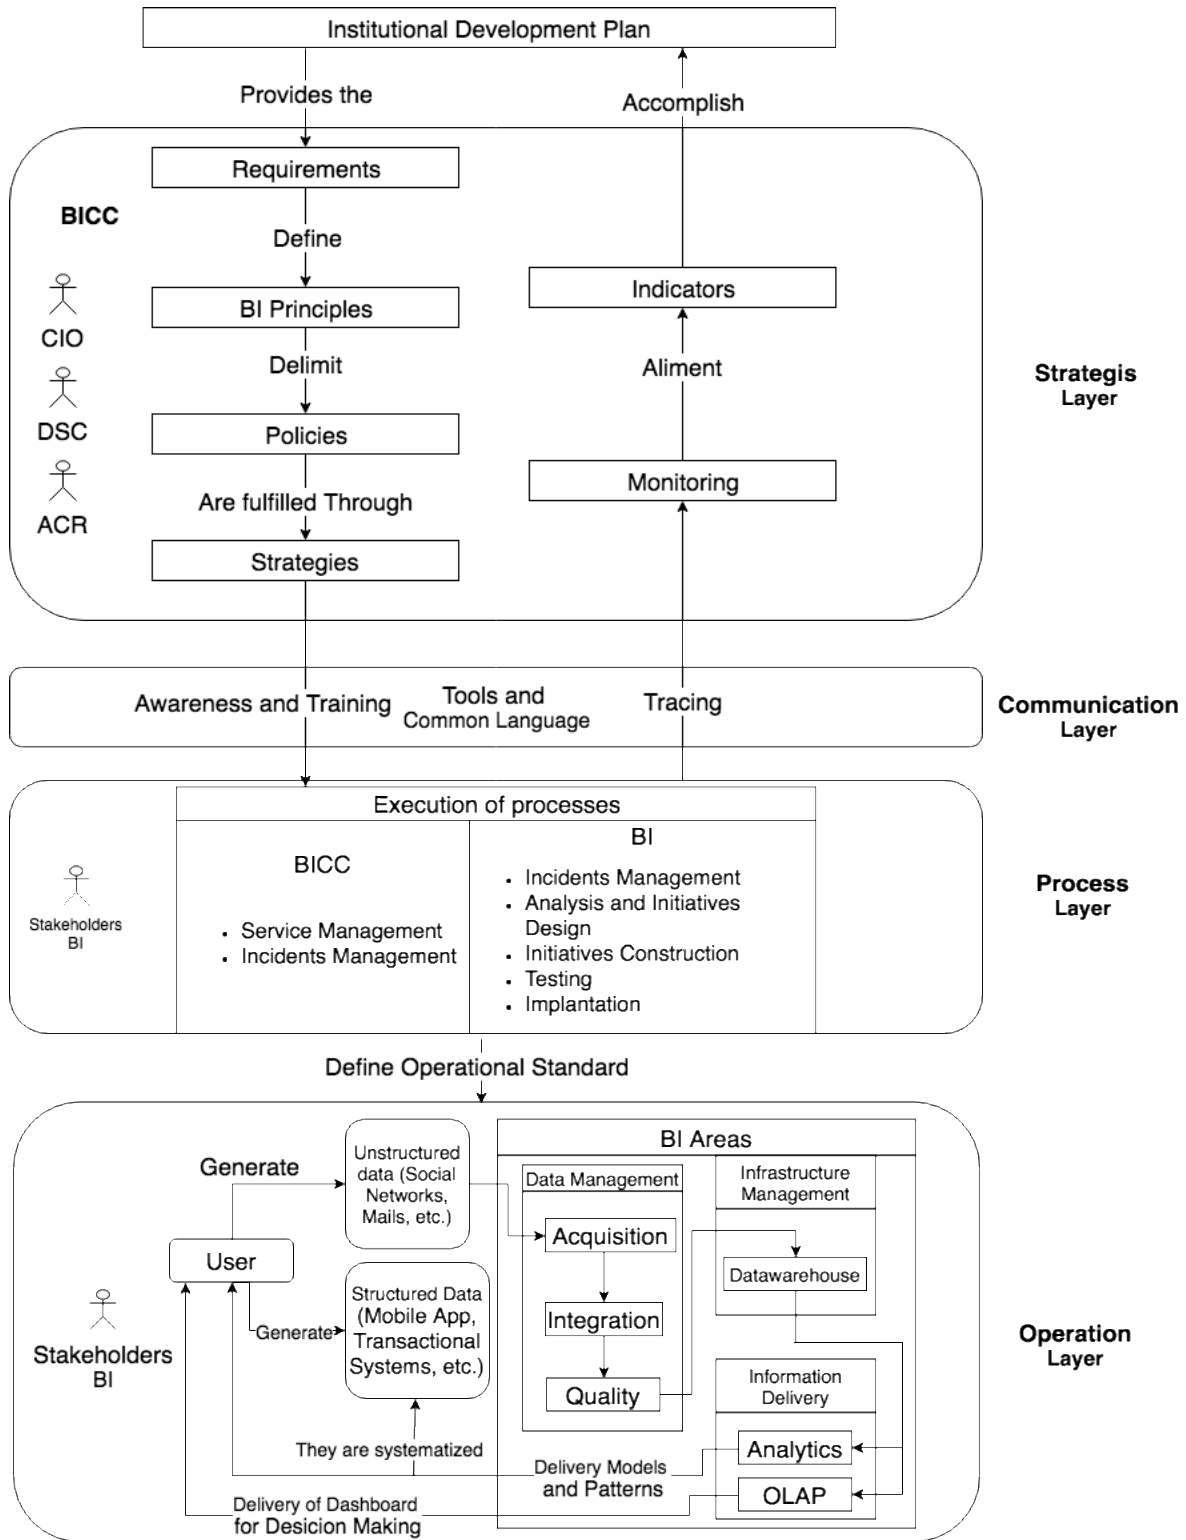 Institutional Development Plan
Provides the
Accomplish
Requirements
BICC
Define
CIO
BI Principles
Indicators
Delimit
Aliment
Strategis
Layer
DSC
Policies
Monitoring
ACR
Are fulfilled Through
Strategies
Awareness and Training
Tools and
Common Language
Tracing
Communication
Layer
Execution of processes
BICC
• Service Management
• Incidents Management
BI
• Incidents Management
• Analysis and Initiatives
Design
• Initiatives Construction
• Testing
• Implantation
Stakeholders
BI
Process
Layer
Define Operational Standard
BI Areas
Generate
Unstructured
data (Social
Networks,
Mails, etc.)
Data Management
Infrastructure
Management
Acquisition
User
Datawarehouse
Generate
Structured Data
(Mobile App,
Transactional
Systems, etc.)
Integration
Stakeholders
BI
Operation
Layer
Quality
Information
Delivery
They are systematized
Analytics
Delivery Models
and Patterns
OLAP
Delivery of Dashboard
for Desicion Making